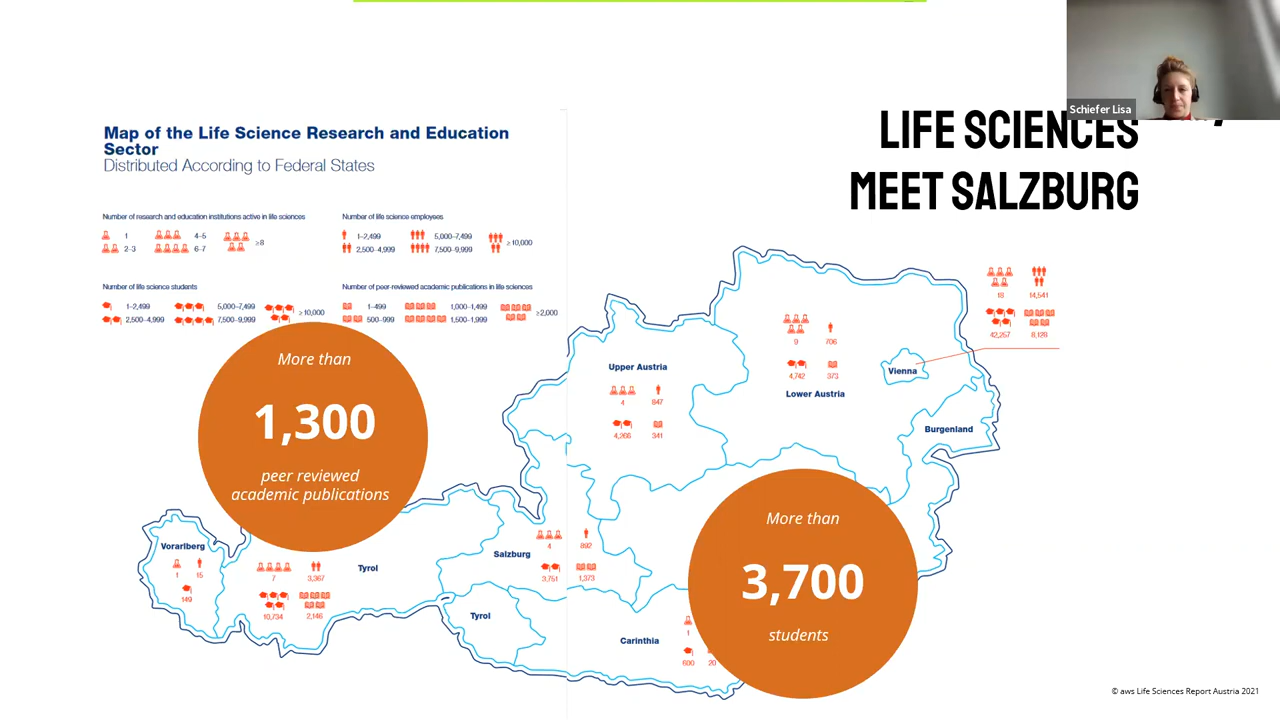 Schiefer Lisa
LIFE SCIENCES
MEET SALZBURG
Map of the Life Science Research and Education
Sector
Distributed According to Federal States
Number of research and education institutions active in life sciences
1
4–5
≥8
2–3
6–7
Number of life science employees
1–2,499
5,000–7,499
≥10,000
2,500–4,999
7,500–9,999
Number of life science students
1–2,499
5,000–7,499
≥10,000
2,500–4,999
7,500–9,999
Number of peer-reviewed academic publications in life sciences
1–499
1,000–1,499
≥2,000
500–999
1,500–1,999
More than
1,300
peer reviewed
academic publications
18
14,541
42,257
8,128
Vienna
9
706
4,742
373
Lower Austria
Upper Austria
4
847
4,266
341
Burgenland
Salzburg
4
892
3,751
1,373
Vorarlberg
1
15
149
Tyrol
7
3,367
10,734
2,146
Tyrol
Carinthia
1
600
20
More than
3,700
students
© aws Life Sciences Report Austria 2021